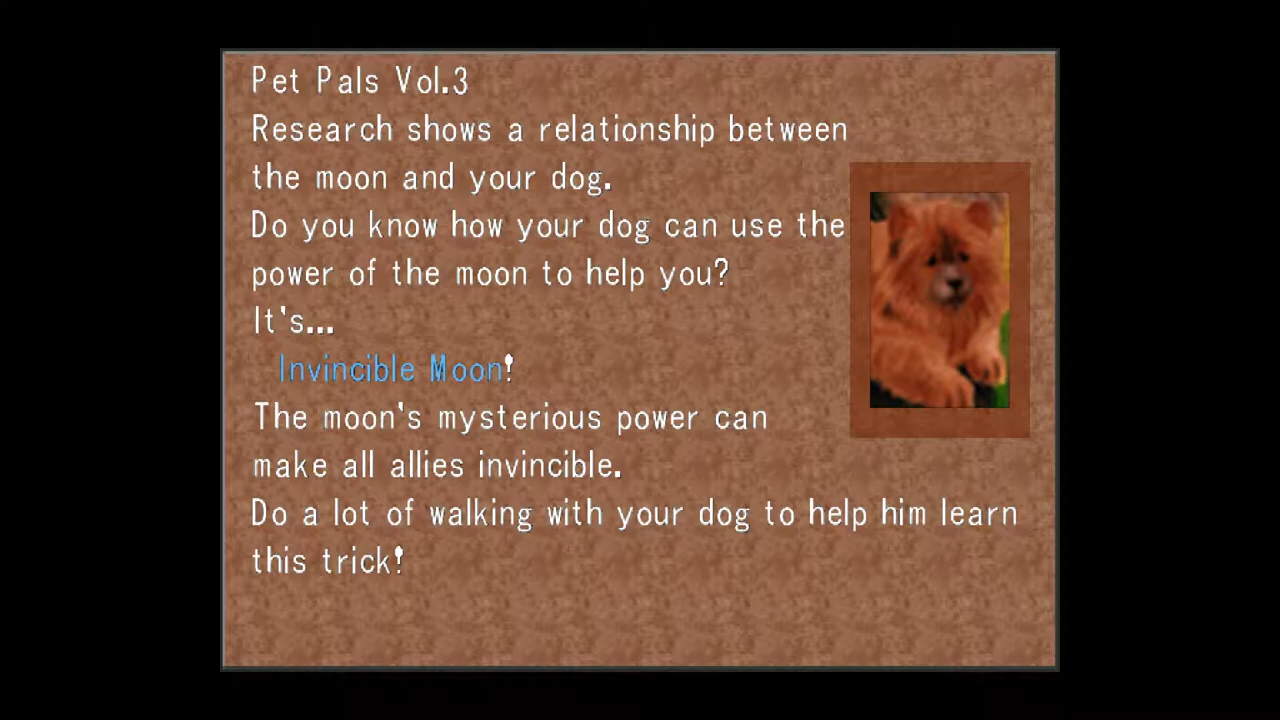 Pet Pals Vol.3
Research shows a relationship between
the moon and your dog.
Do you know how your dog can use the
power of the moon to help you?
It's...
Invincible Moon!
The moon's mysterious power can
make all allies invincible.
Do a lot of walking with your dog to help him learn
this trick!